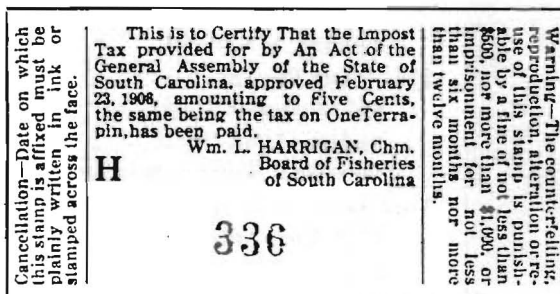 Cancellation—Date on which
this stamp is affixed must be
plainly written in ink or
stamped across the face.
This is to Certify That the Impost
Tax provided for by An Act of the
General Assembly of the State of
South Carolina, approved February
23, 1906, amounting to Five Cents,
the same being the tax on One Terra-
pin, has been paid.
Wm. L. HARRIGAN, Chm.
H Board of Fisheries
of South Carolina
336
Warning—The counterfeiting,
reproduction, alteration or re-
use of this stamp is punish-
able by a fine of not less than
$500, nor more than $1,000, or
imprisonment for not less
than six months nor more
than twelve months.